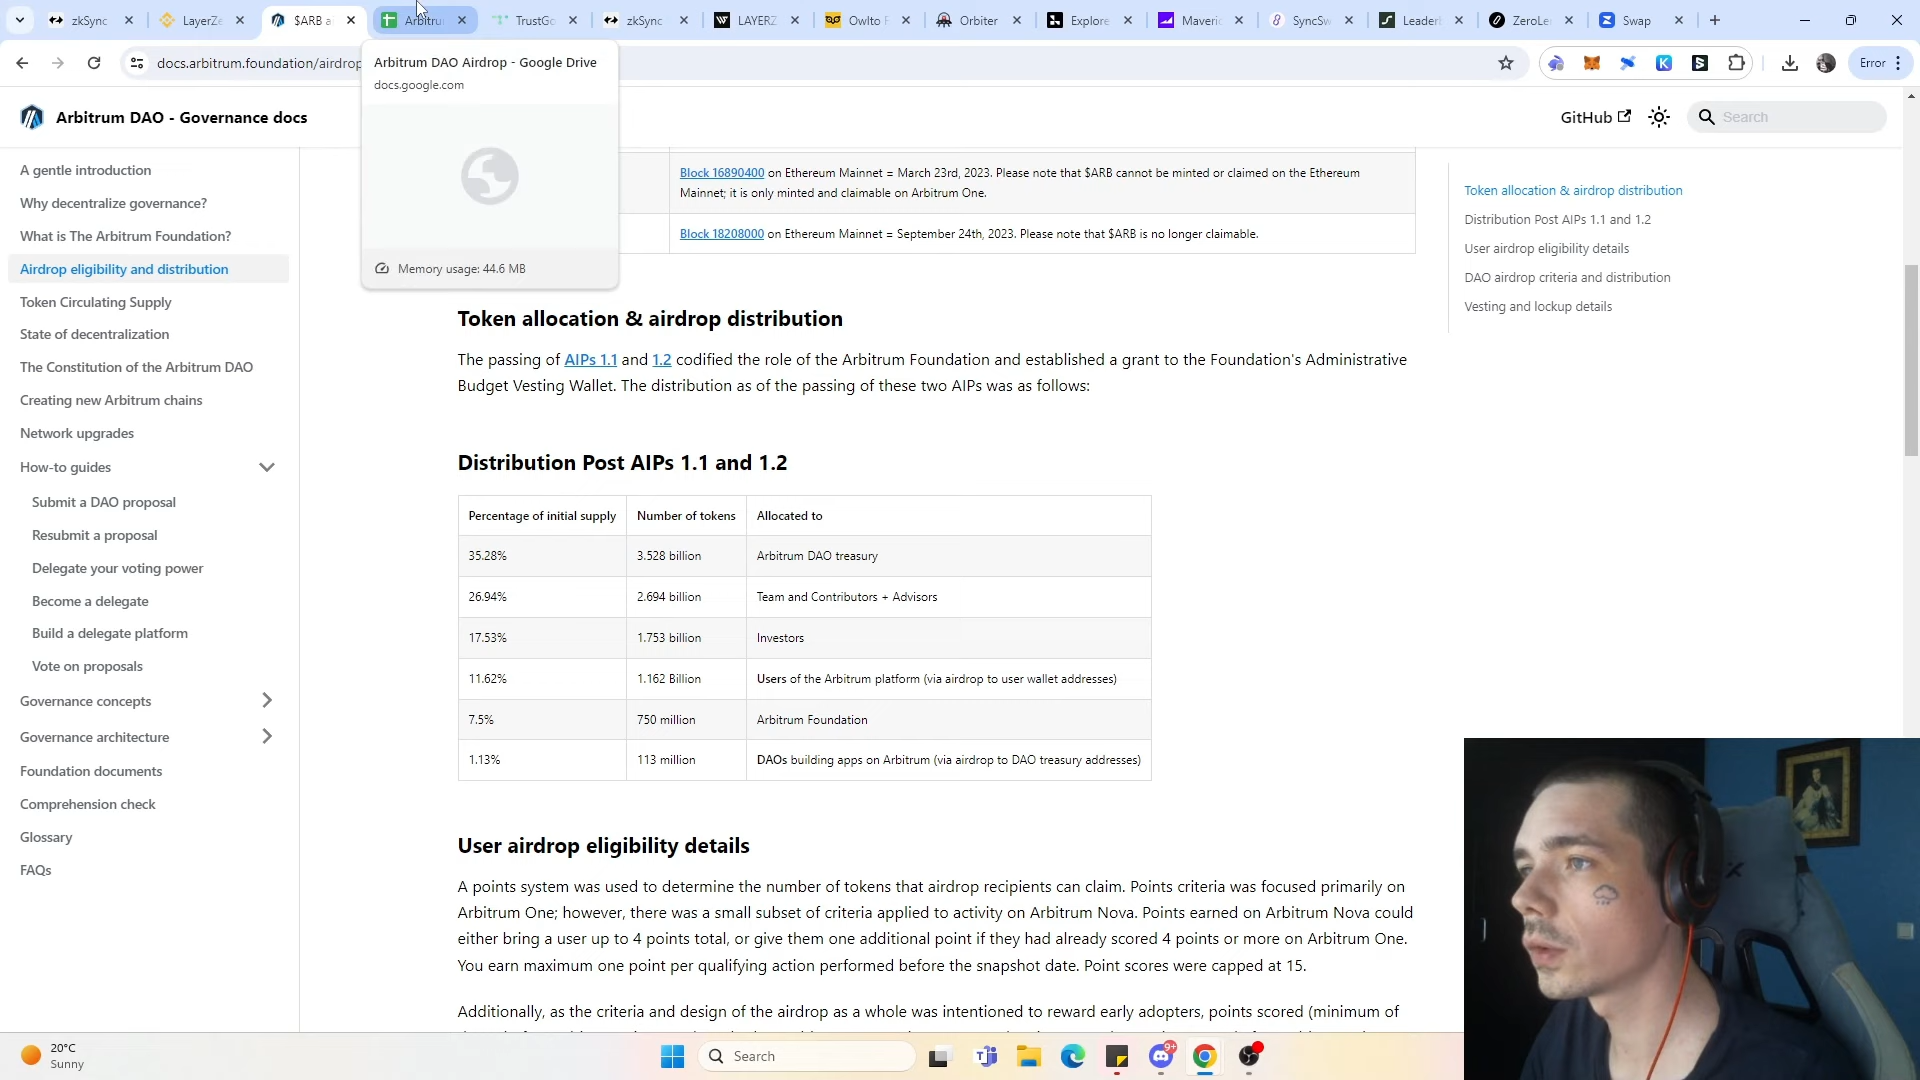 zkSync
LayerZe
$ARB a
Arbitru
TrustGo
zkSync
LAYERZ
Owlto F
Orbiter
Explore
Maveric
SyncSw
Leaderb
ZeroLe
Swap
docs.arbitrum.foundation/airdrop
Error
Arbitrum DAO Airdrop - Google Drive
docs.google.com
Memory usage: 44.6 MB
Arbitrum DAO - Governance docs
GitHub
Search
A gentle introduction
Why decentralize governance?
What is The Arbitrum Foundation?
Airdrop eligibility and distribution
Token Circulating Supply
State of decentralization
The Constitution of the Arbitrum DAO
Creating new Arbitrum chains
Network upgrades
How-to guides
Submit a DAO proposal
Resubmit a proposal
Delegate your voting power
Become a delegate
Build a delegate platform
Vote on proposals
Governance concepts
Governance architecture
Foundation documents
Comprehension check
Glossary
FAQs
Block 16890400 on Ethereum Mainnet = March 23rd, 2023. Please note that $ARB cannot be minted or claimed on the Ethereum
Mainnet; it is only minted and claimable on Arbitrum One.
Block 18208000 on Ethereum Mainnet = September 24th, 2023. Please note that $ARB is no longer claimable.
Token allocation & airdrop distribution
The passing of AIPs 1.1 and 1.2 codified the role of the Arbitrum Foundation and established a grant to the Foundation's Administrative
Budget Vesting Wallet. The distribution as of the passing of these two AIPs was as follows:
Distribution Post AIPs 1.1 and 1.2
Percentage of initial supply Number of tokens Allocated to
35.28% 3.528 billion Arbitrum DAO treasury
26.94% 2.694 billion Team and Contributors + Advisors
17.53% 1.753 billion Investors
11.62% 1.162 Billion Users of the Arbitrum platform (via airdrop to user wallet addresses)
7.5% 750 million Arbitrum Foundation
1.13% 113 million DAOs building apps on Arbitrum (via airdrop to DAO treasury addresses)
User airdrop eligibility details
A points system was used to determine the number of tokens that airdrop recipients can claim. Points criteria was focused primarily on
Arbitrum One; however, there was a small subset of criteria applied to activity on Arbitrum Nova. Points earned on Arbitrum Nova could
either bring a user up to 4 points total, or give them one additional point if they had already scored 4 points or more on Arbitrum One.
You earn maximum one point per qualifying action performed before the snapshot date. Point scores were capped at 15.
Additionally, as the criteria and design of the airdrop as a whole was intended to reward early adopters, points scored (minimum of
Token allocation & airdrop distribution
Distribution Post AIPs 1.1 and 1.2
User airdrop eligibility details
DAO airdrop criteria and distribution
Vesting and lockup details
20°C
Sunny
Search
9+